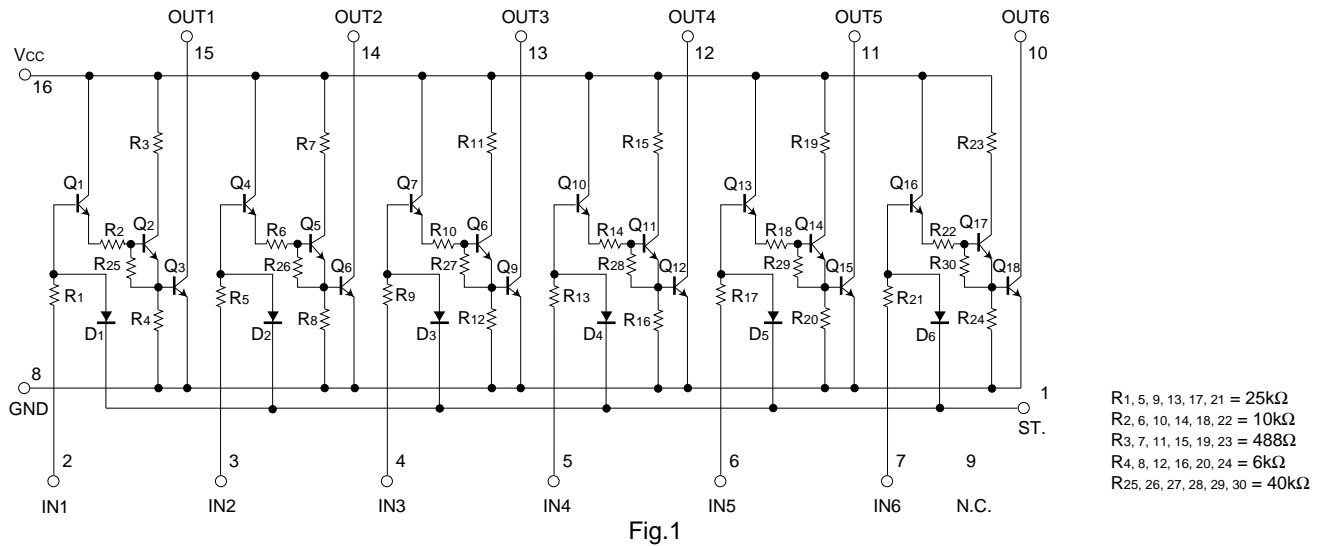 OUT1 OUT2 OUT3 OUT4 OUT5 OUT6
15 14 13 12 11 10
VCC
16
R3 R7 R11 R15 R19 R23
Q1 Q4 Q7 Q10 Q13 Q16
R2 Q2 R6 Q5 R10 Q6 R14 Q11 R18 Q14 R22 Q17
R25 Q3 R26 Q6 R27 Q9 R28 Q12 R29 Q15 R30 Q18
R1 R4 R5 R8 R9 R12 R13 R16 R17 R20 R21 R24
D1 D2 D3 D4 D5 D6
8
GND
1
ST.
2 3 4 5 6 7 9
IN1 IN2 IN3 IN4 IN5 IN6 N.C.
R1, 5, 9, 13, 17, 21 = 25kΩ
R2, 6, 10, 14, 18, 22 = 10kΩ
R3, 7, 11, 15, 19, 23 = 488Ω
R4, 8, 12, 16, 20, 24 = 6kΩ
R25, 26, 27, 28, 29, 30 = 40kΩ
Fig.1